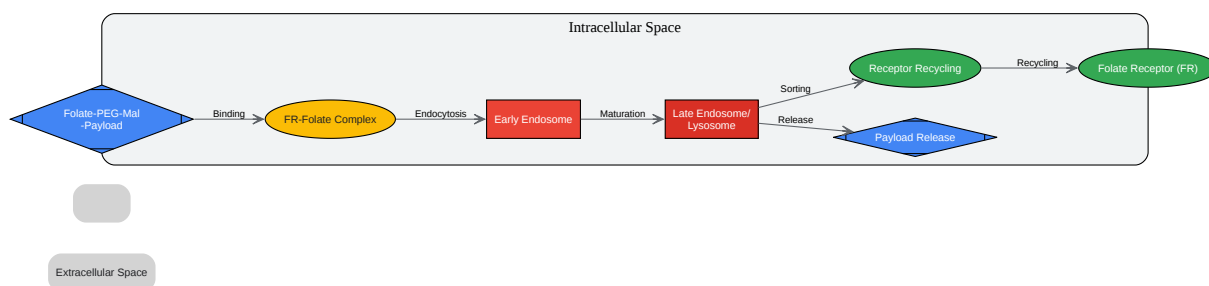 Intracellular Space
Folate-PEG-Mal
-Payload
Binding
FR-Folate Complex
Endocytosis
Early Endosome
Maturation
Late Endosome/
Lysosome
Sorting
Receptor Recycling
Recycling
Folate Receptor (FR)
Release
Payload Release
Extracellular Space